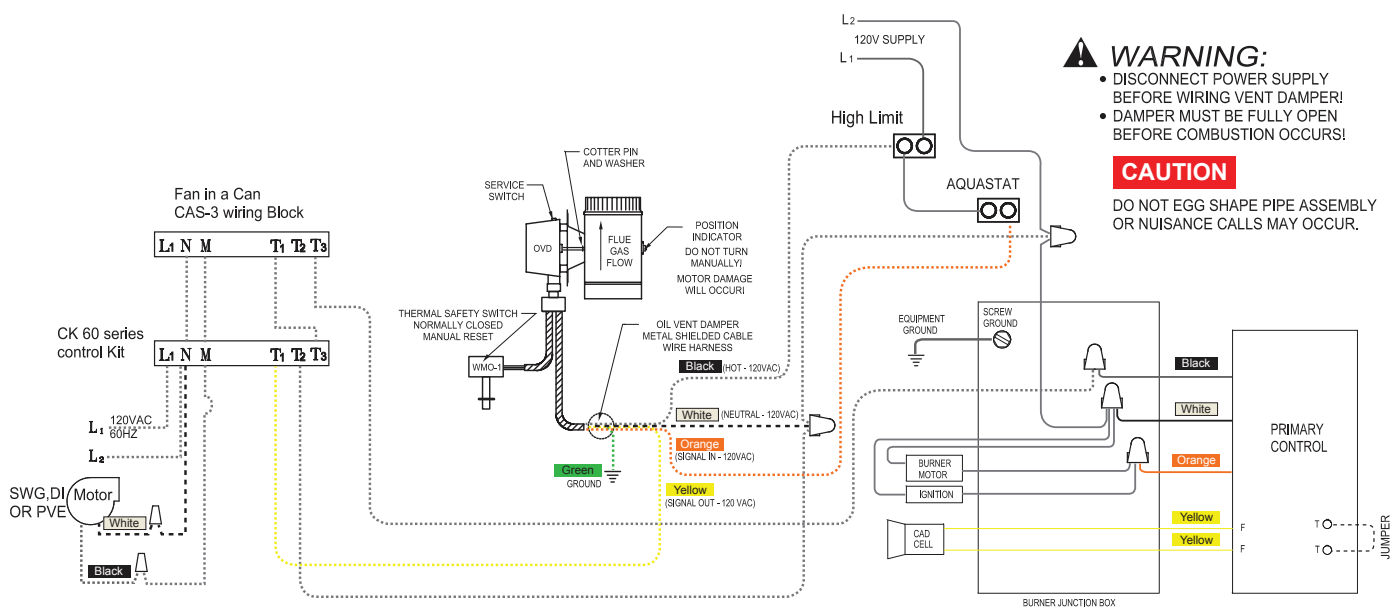 L2
120V SUPPLY
L1
High Limit
AQUASTAT
WARNING:
• DISCONNECT POWER SUPPLY
BEFORE WIRING VENT DAMPER!
• DAMPER MUST BE FULLY OPEN
BEFORE COMBUSTION OCCURS!
CAUTION
DO NOT EGG SHAPE PIPE ASSEMBLY
OR NUISANCE CALLS MAY OCCUR.
Fan in a Can
CAS-3 wiring Block
L1 N M T1 T2 T3
CK 60 series
control Kit
L1 N M T1 T2 T3
L1 120VAC
60HZ
L2
SWG,DI
OR PVE
Motor
White
Black
COTTER PIN
AND WASHER
SERVICE
SWITCH
OVD
FLUE
GAS
FLOW
POSITION
INDICATOR
DO NOT TURN
MANUALLY!
MOTOR DAMAGE
WILL OCCUR!
THERMAL SAFETY SWITCH
NORMALLY CLOSED
MANUAL RESET
WMO-1
OIL VENT DAMPER
METAL SHIELDED CABLE
WIRE HARNESS
Black (HOT - 120VAC)
White (NEUTRAL - 120VAC)
Orange
(SIGNAL IN - 120VAC)
Green
GROUND
Yellow
(SIGNAL OUT - 120 VAC)
EQUIPMENT
GROUND
SCREW
GROUND
BURNER
MOTOR
IGNITION
CAD
CELL
BURNER JUNCTION BOX
Black
White
Orange
Yellow
Yellow
F
F
PRIMARY
CONTROL
T
T
JUMPER